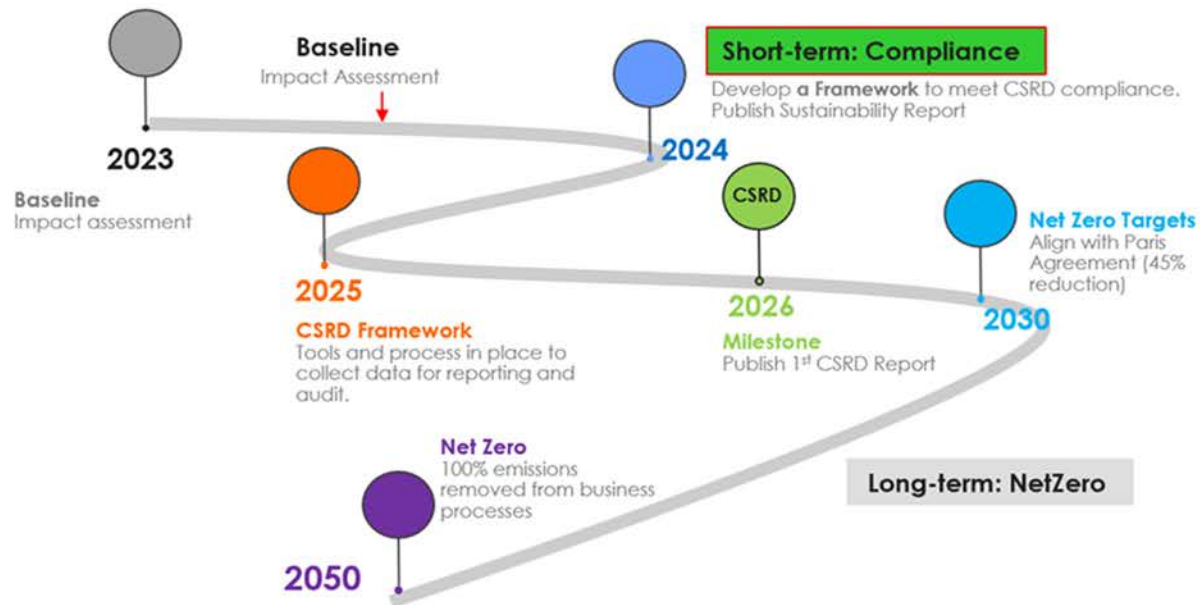 Baseline
Impact Assessment
Short-term: Compliance
Develop a Framework to meet CSRD compliance.
Publish Sustainability Report
2023
Baseline
Impact assessment
2024
2025
CSRD Framework
Tools and process in place to
collect data for reporting and
audit.
CSRD
2026
Milestone
Publish 1st CSRD Report
Net Zero Targets
Align with Paris
Agreement (45%
reduction)
2030
Net Zero
100% emissions
removed from business
processes
2050
Long-term: NetZero